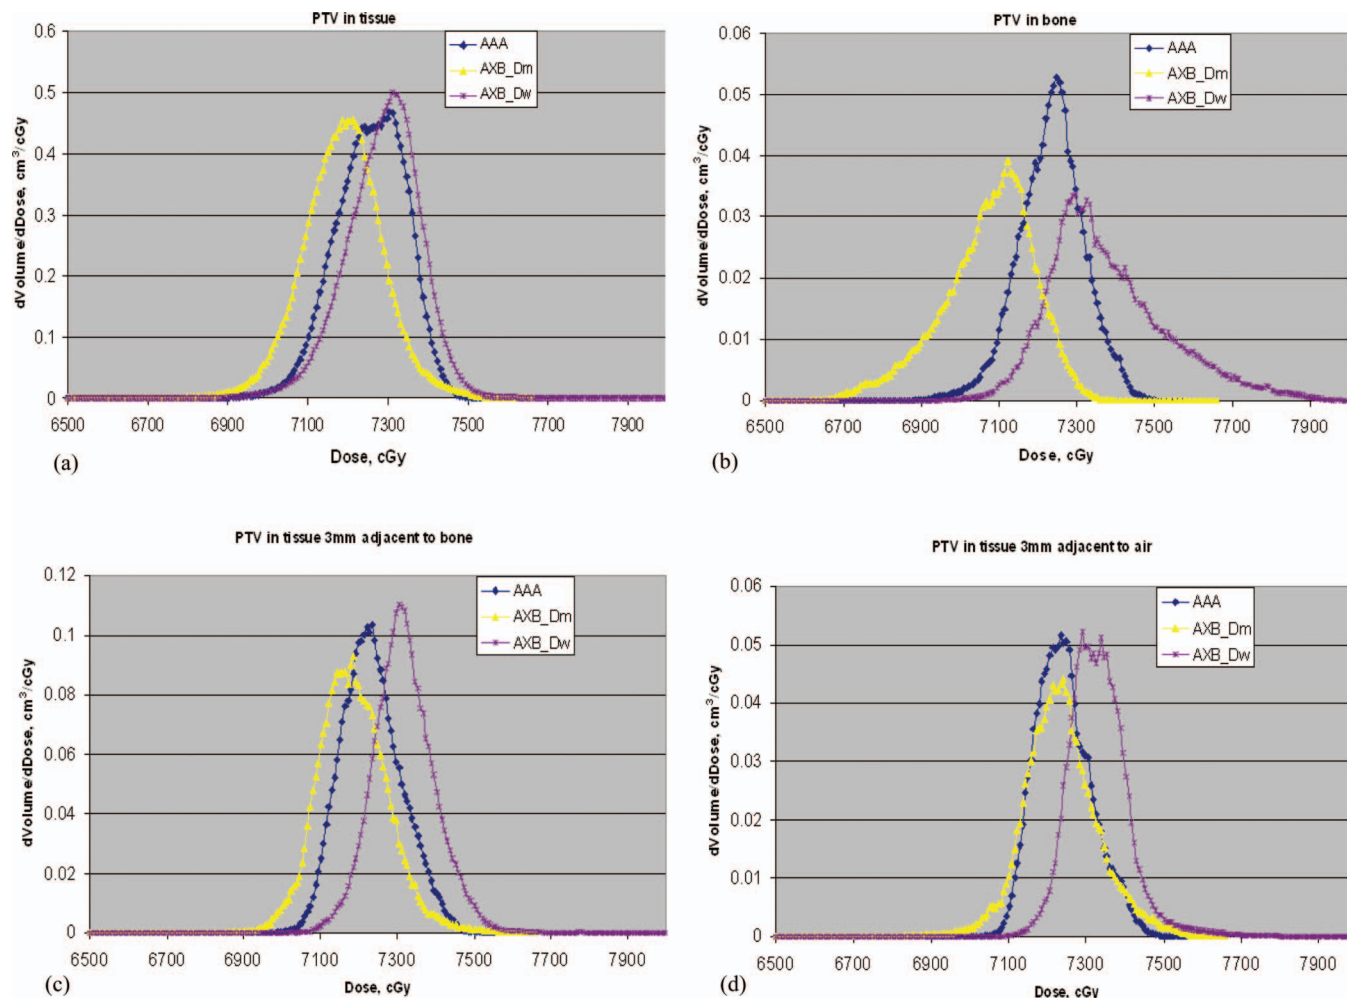 PTV in tissue
0.6
0.5
0.4
0.3
0.2
0.1
0
dVolume/dDose, cm³/cGy
AAA
AXB_Dm
AXB_Dw
6500 6700 6900 7100 7300 7500 7700 7900
Dose, cGy
(a)
PTV in bone
0.06
0.05
0.04
0.03
0.02
0.01
0
dVolume/dDose, cm³/cGy
AAA
AXB_Dm
AXB_Dw
6500 6700 6900 7100 7300 7500 7700 7900
Dose, cGy
(b)
PTV in tissue 3mm adjacent to bone
0.12
0.1
0.08
0.06
0.04
0.02
0
dVolume/dDose, cm³/cGy
AAA
AXB_Dm
AXB_Dw
6500 6700 6900 7100 7300 7500 7700 7900
Dose, cGy
(c)
PTV in tissue 3mm adjacent to air
0.06
0.05
0.04
0.03
0.02
0.01
0
dVolume/dDose, cm³/cGy
AAA
AXB_Dm
AXB_Dw
6500 6700 6900 7100 7300 7500 7700 7900
Dose, cGy
(d)